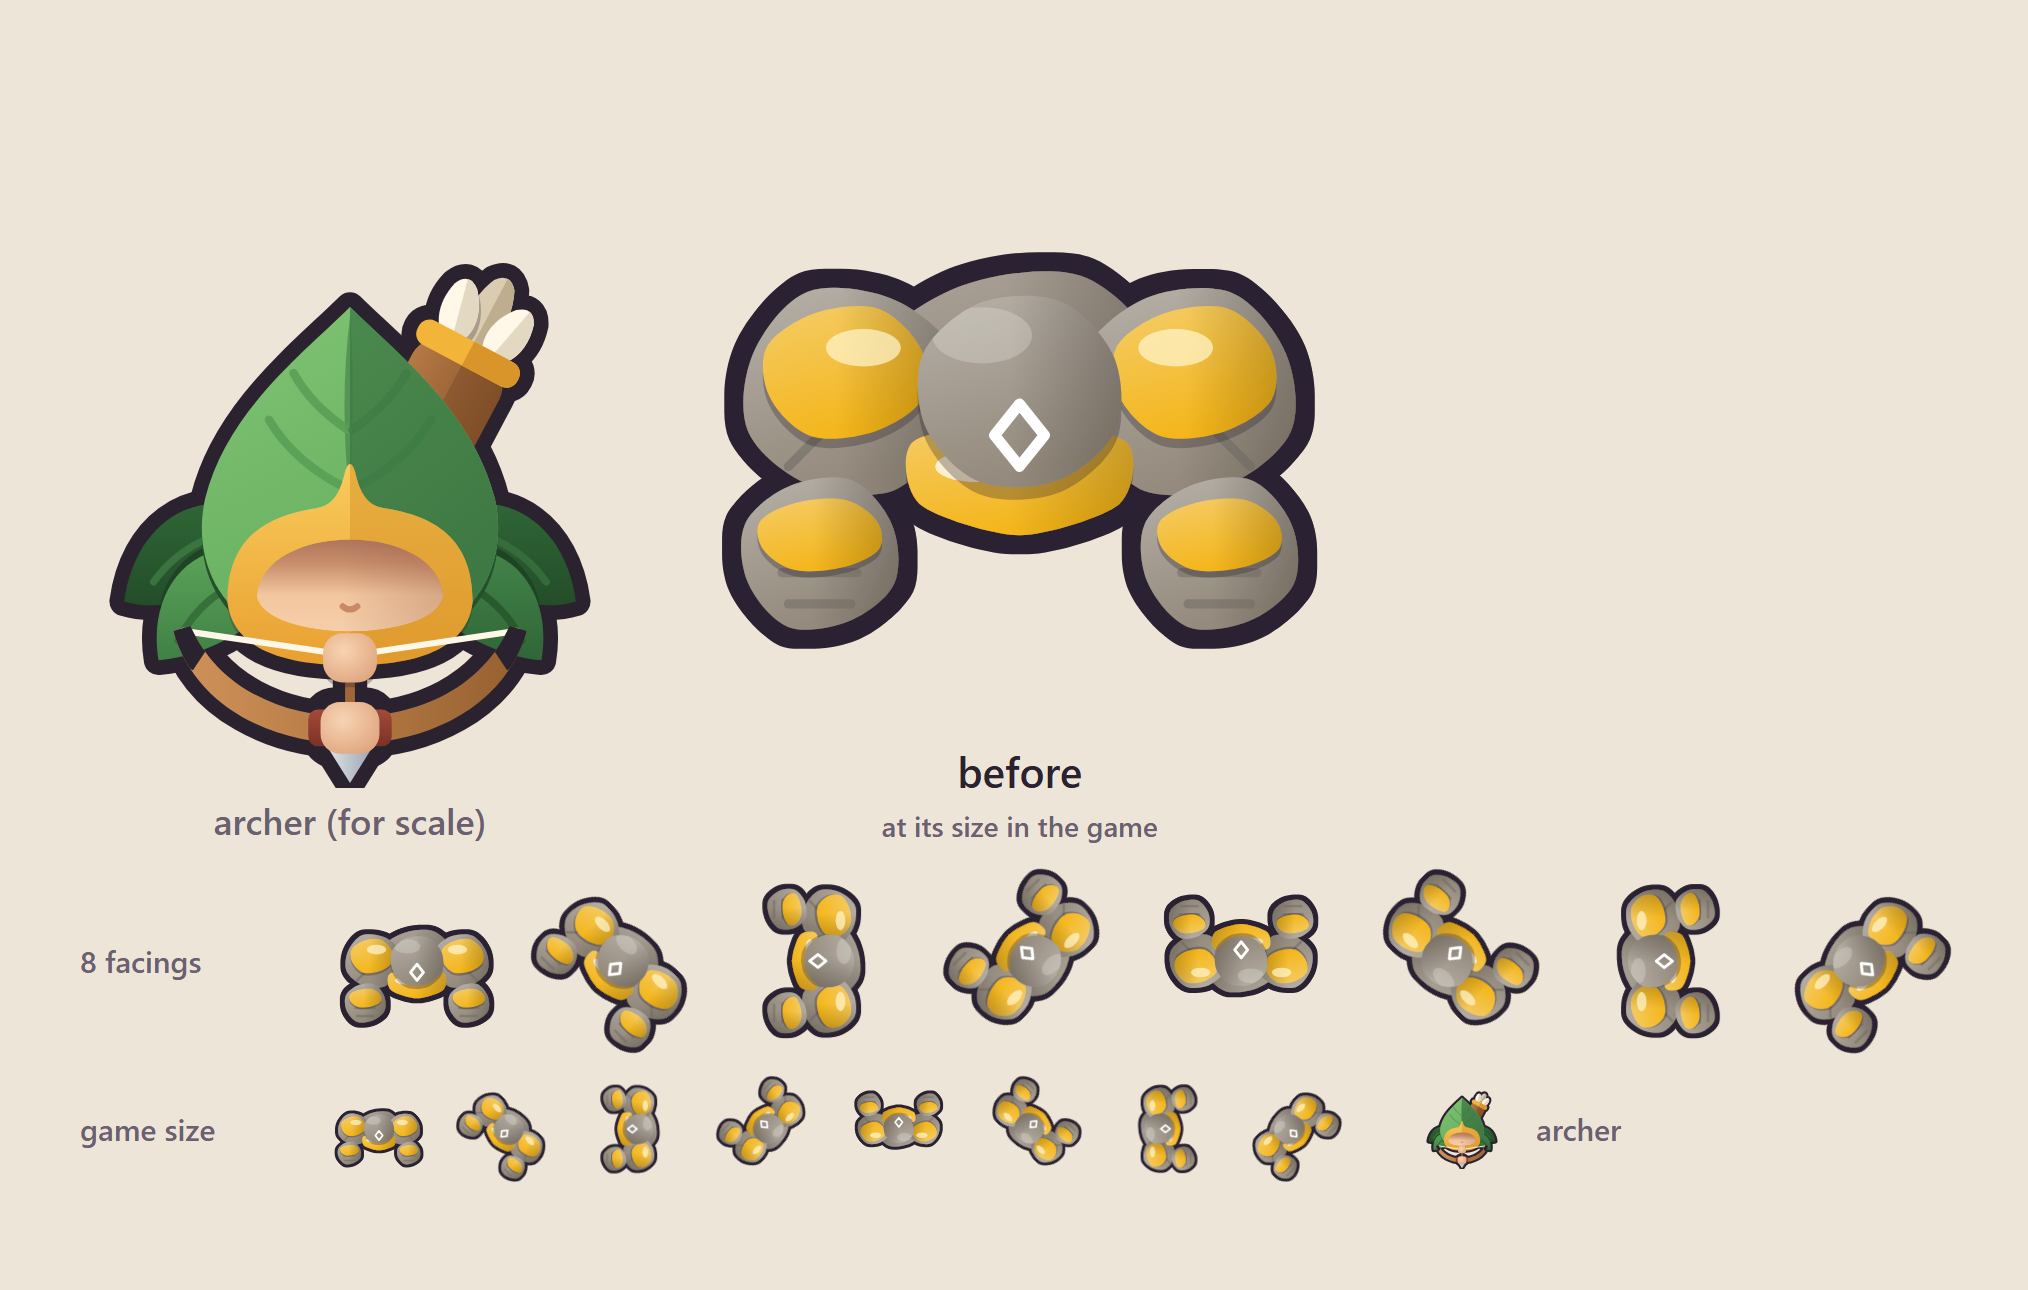 before
archer (for scale)
at its size in the game
8 facings
game size
archer